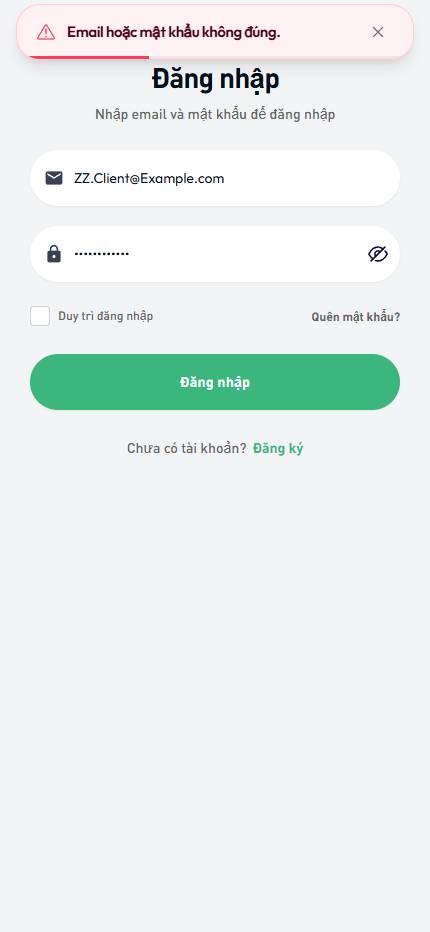 Email hoặc mật khẩu không đúng.
Đăng nhập
Nhập email và mật khẩu để đăng nhập
ZZ.Client@Example.com
••••••••••••
Duy trì đăng nhập
Quên mật khẩu?
Đăng nhập
Chưa có tài khoản? Đăng ký